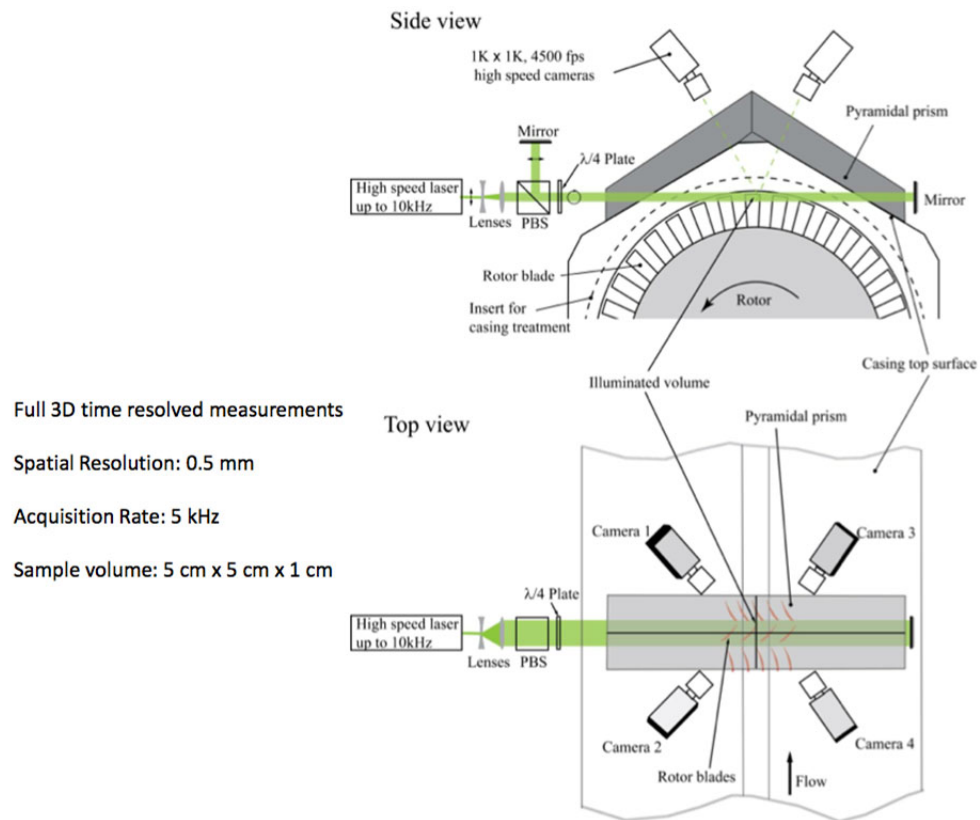 Side view
1K x 1K, 4500 fps
high speed cameras
Pyramidal prism
Mirror
λ/4 Plate
High speed laser
up to 10kHz
Lenses PBS
Mirror
Rotor blade
Rotor
Insert for
casing treatment
Casing top surface
Illuminated volume
Full 3D time resolved measurements
Spatial Resolution: 0.5 mm
Acquisition Rate: 5 kHz
Sample volume: 5 cm x 5 cm x 1 cm
Top view
Pyramidal prism
Camera 1
Camera 3
λ/4 Plate
High speed laser
up to 10kHz
Lenses PBS
Camera 2
Camera 4
Rotor blades
Flow